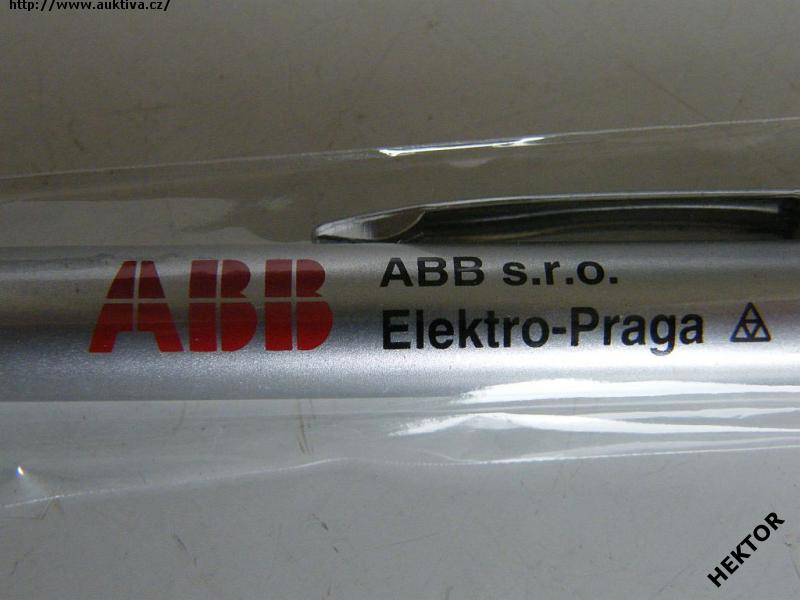 http://www.auktiva.cz/
ABB
ABB s.r.o.
Elektro-Praga
HEKTOR